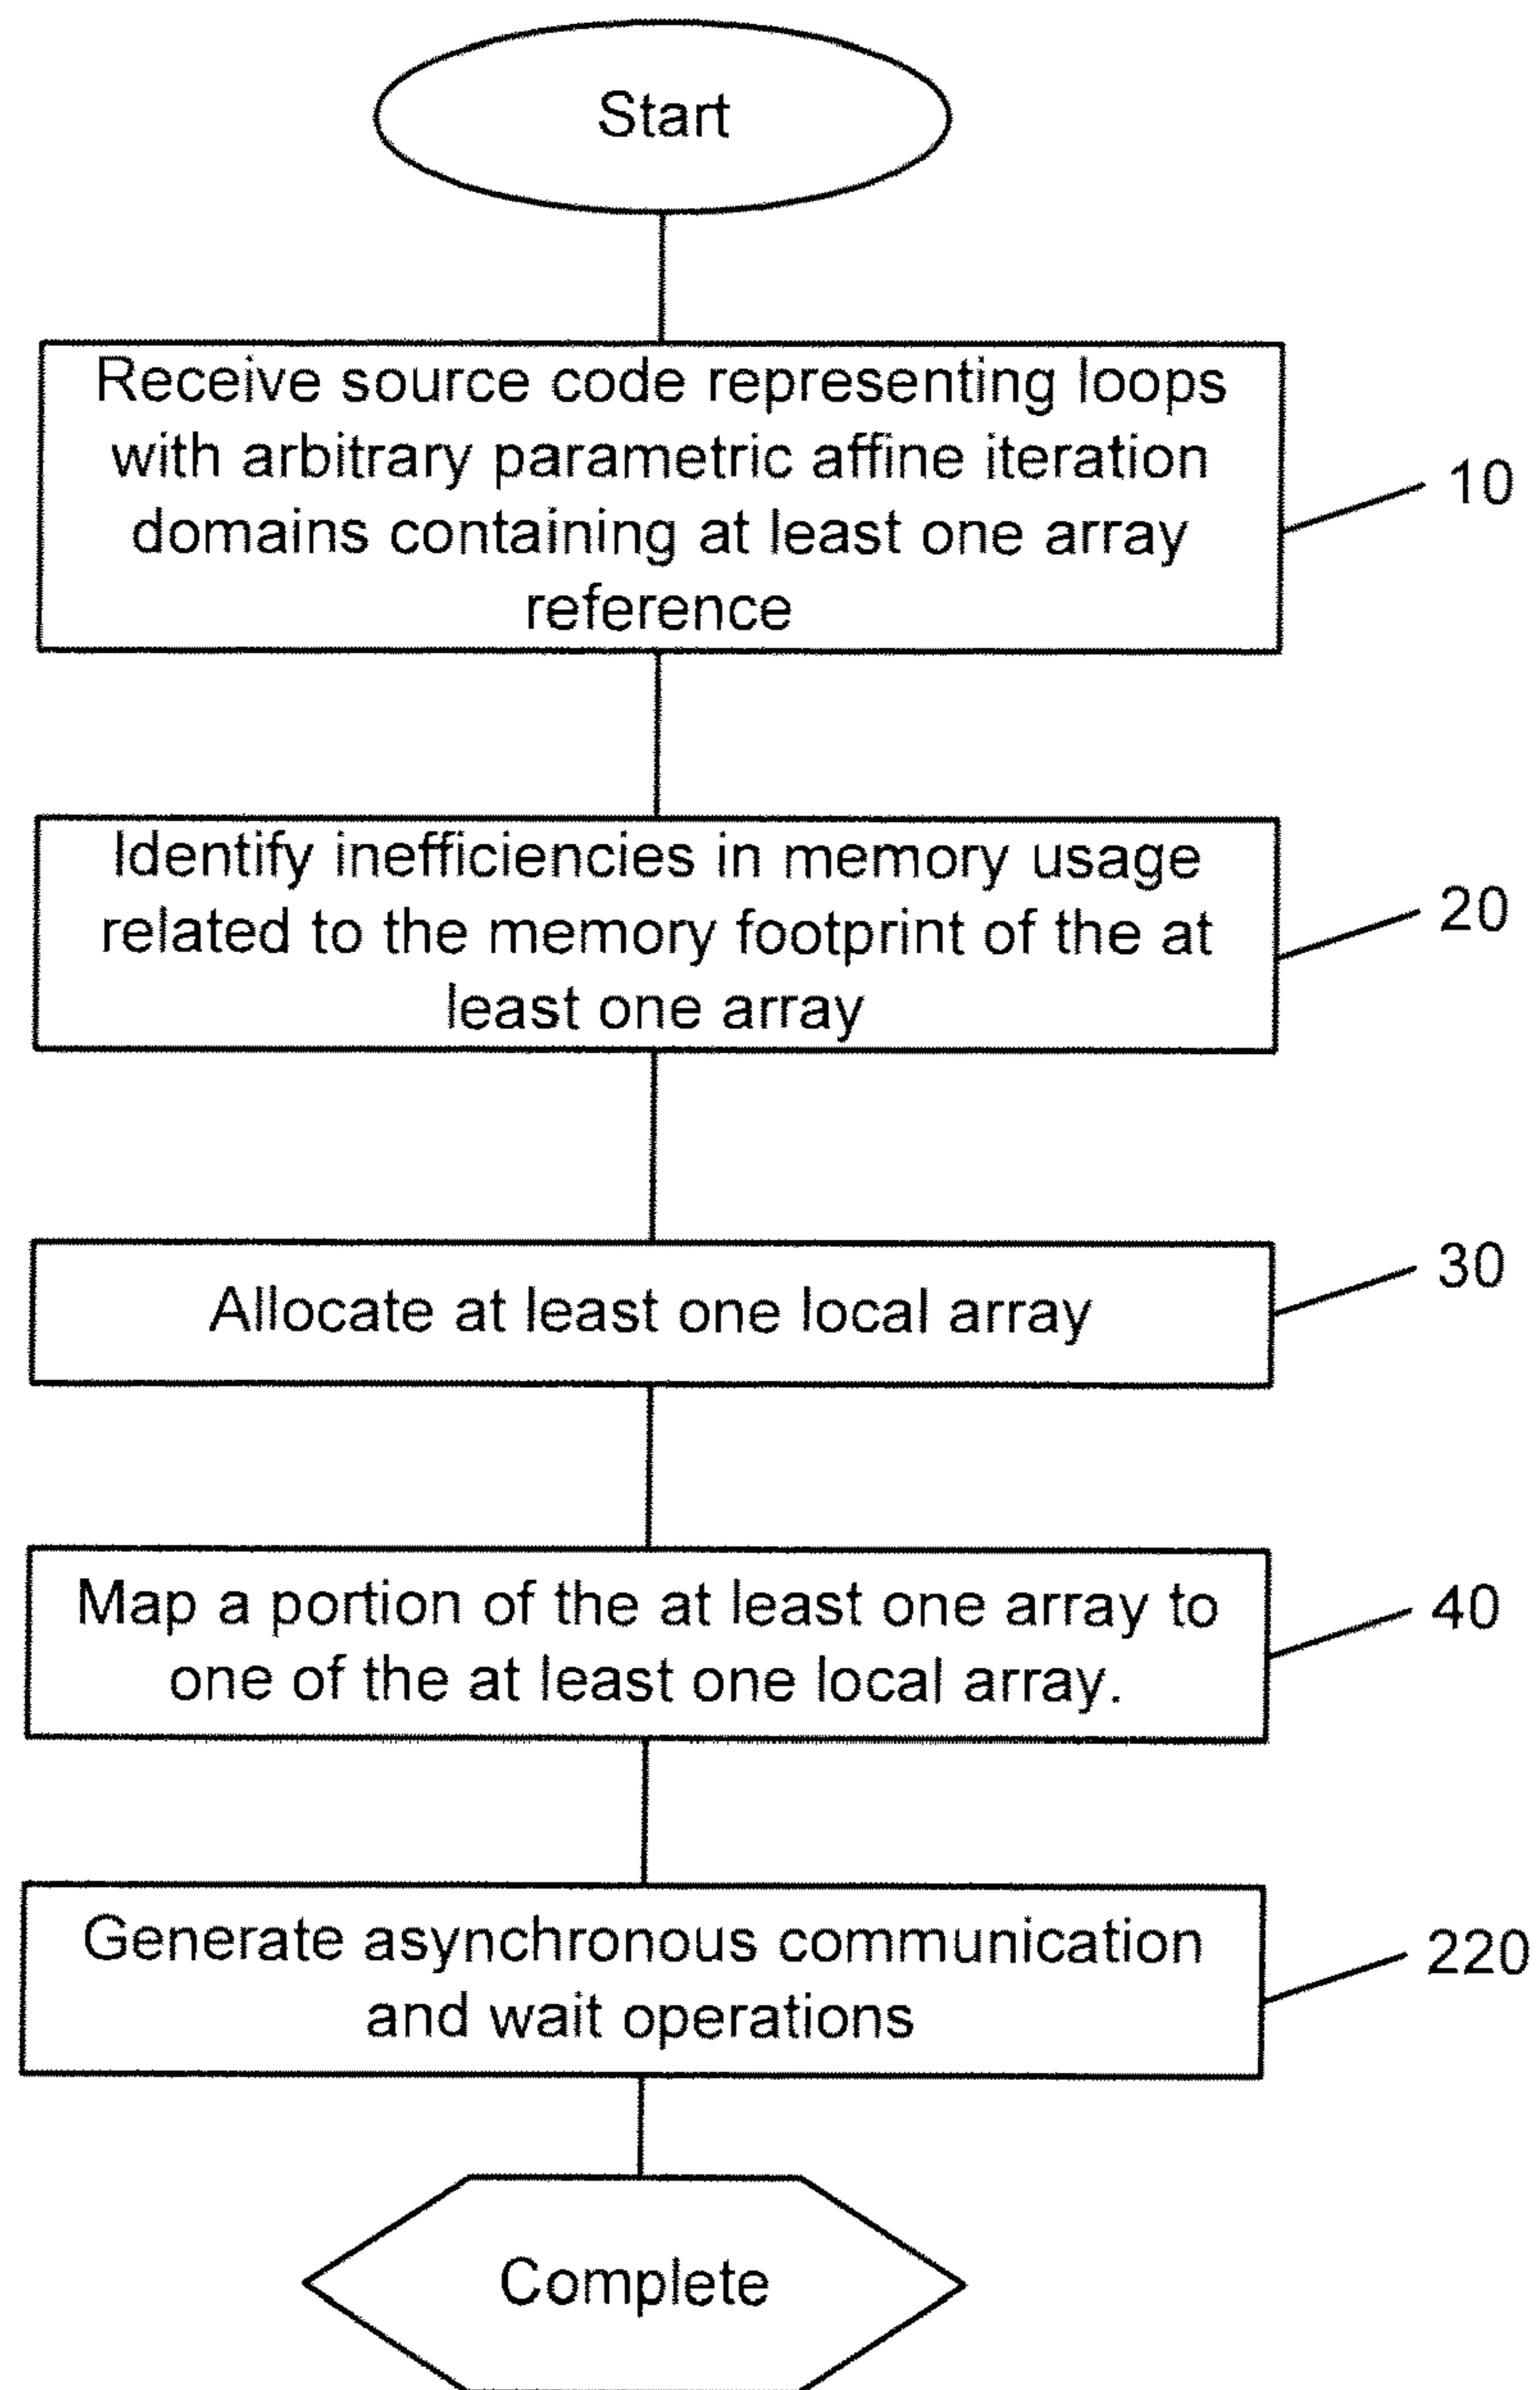 Start
Receive source code representing loops
with arbitrary parametric affine iteration
domains containing at least one array
reference
10
Identify inefficiencies in memory usage
related to the memory footprint of the at
least one array
20
Allocate at least one local array
30
Map a portion of the at least one array to
one of the at least one local array.
40
Generate asynchronous communication
and wait operations
220
Complete